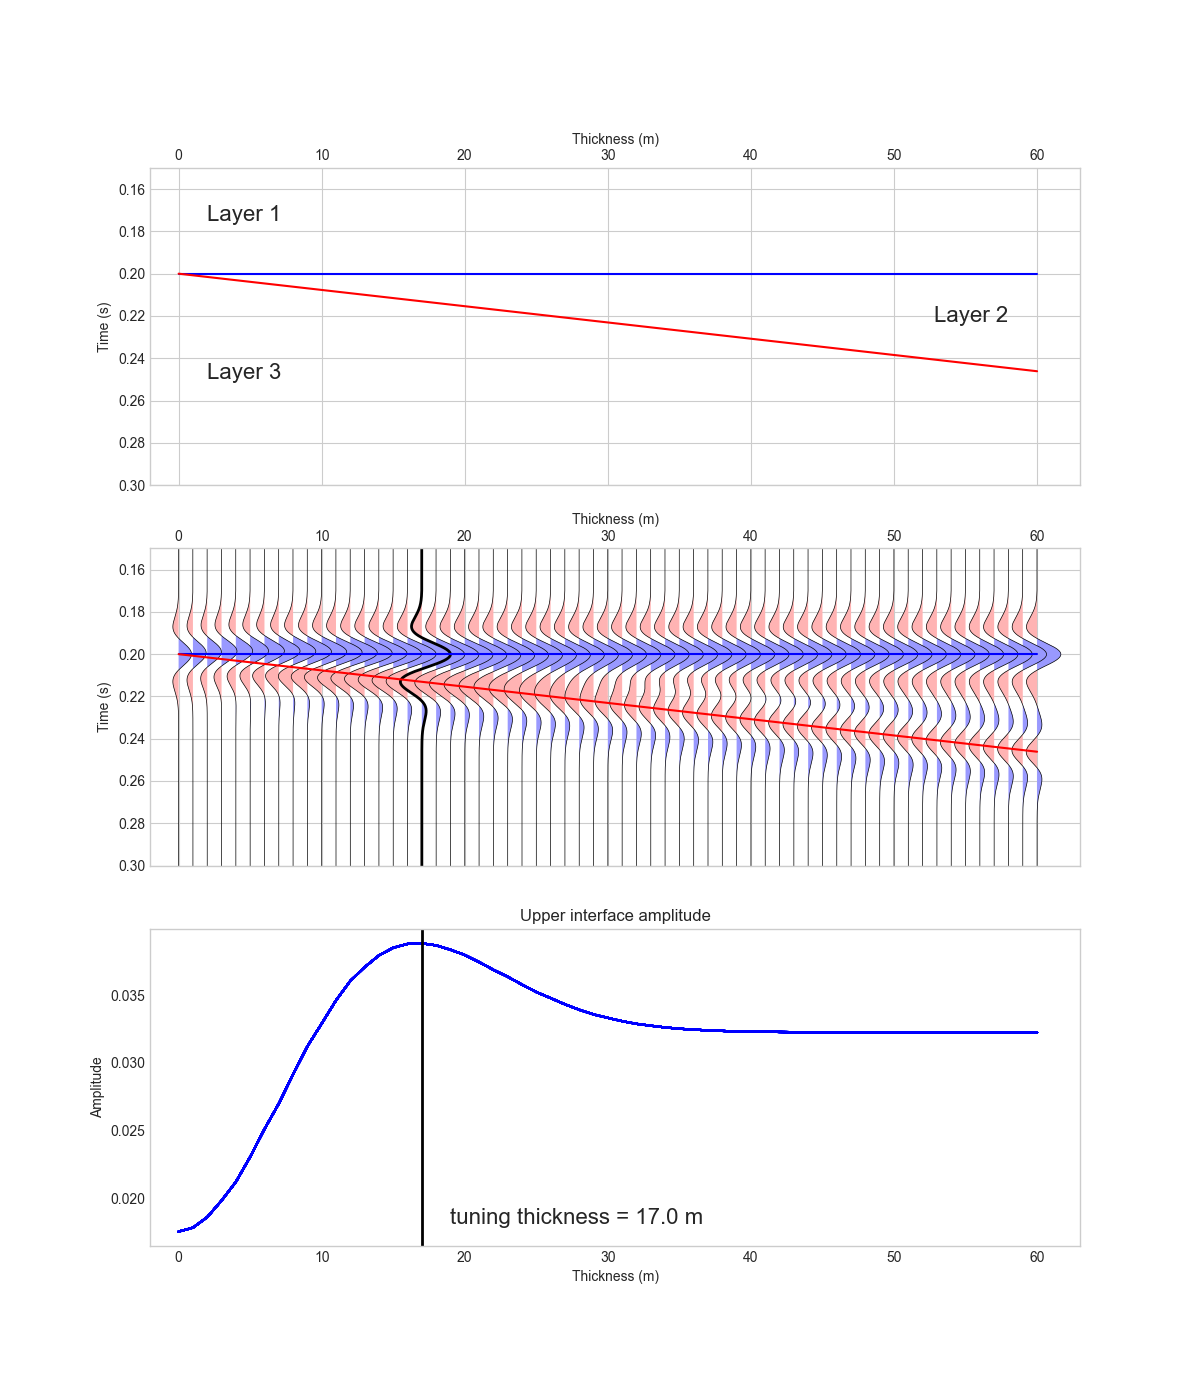 Thickness (m)
0 10 20 30 40 50 60
0.16
Layer 1
0.18
0.20
Layer 2
0.22
Time (s)
0.24
Layer 3
0.26
0.28
0.30
Thickness (m)
0 10 20 30 40 50 60
0.16
0.18
0.20
0.22
Time (s)
0.24
0.26
0.28
0.30
Upper interface amplitude
0.035
0.030
Amplitude
0.025
0.020
tuning thickness = 17.0 m
0 10 20 30 40 50 60
Thickness (m)